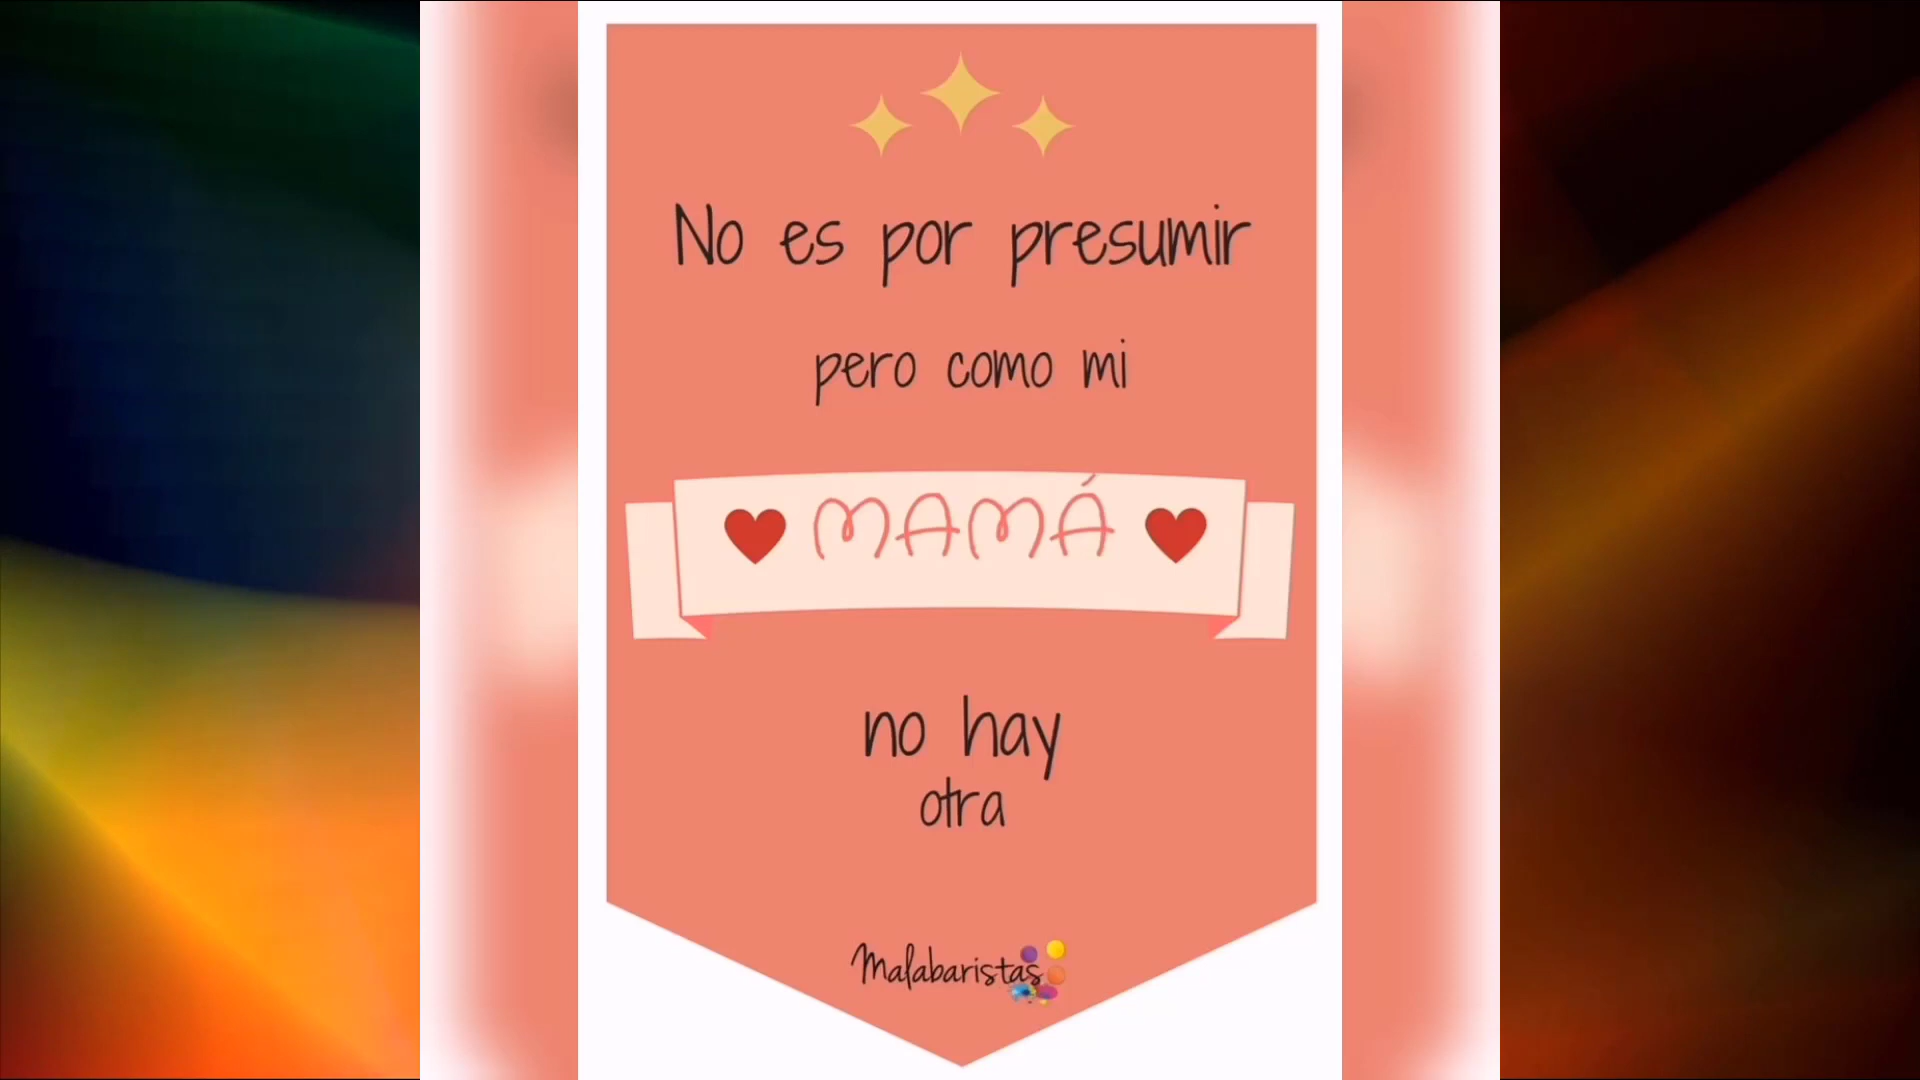 No es por presumir
pero como mi
MAMÁ
no hay
otra
Malabaristas